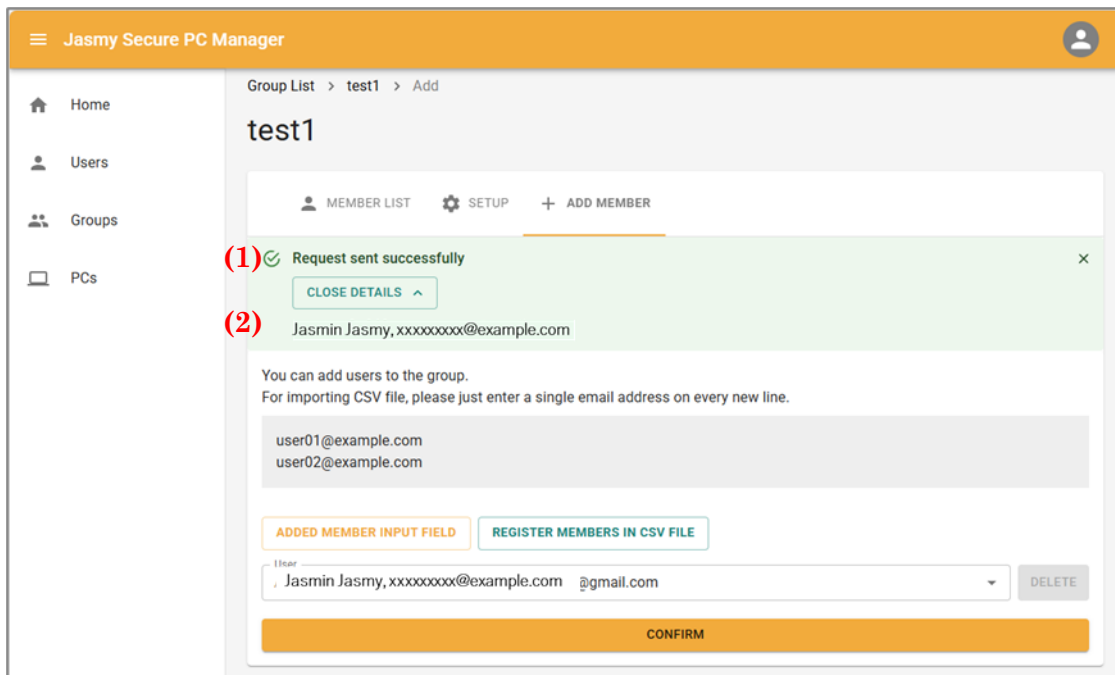 Jasmy Secure PC Manager
Home
Users
Groups
PCs
Group List > test1 > Add
test1
MEMBER LIST SETUP + ADD MEMBER
(1) Request sent successfully ×
CLOSE DETAILS
(2) Jasmin Jasmy, xxxxxxxxx@example.com
You can add users to the group.
For importing CSV file, please just enter a single email address on every new line.
user01@example.com
user02@example.com
ADDED MEMBER INPUT FIELD REGISTER MEMBERS IN CSV FILE
User
Jasmin Jasmy, xxxxxxxxx@example.com @gmail.com DELETE
CONFIRM